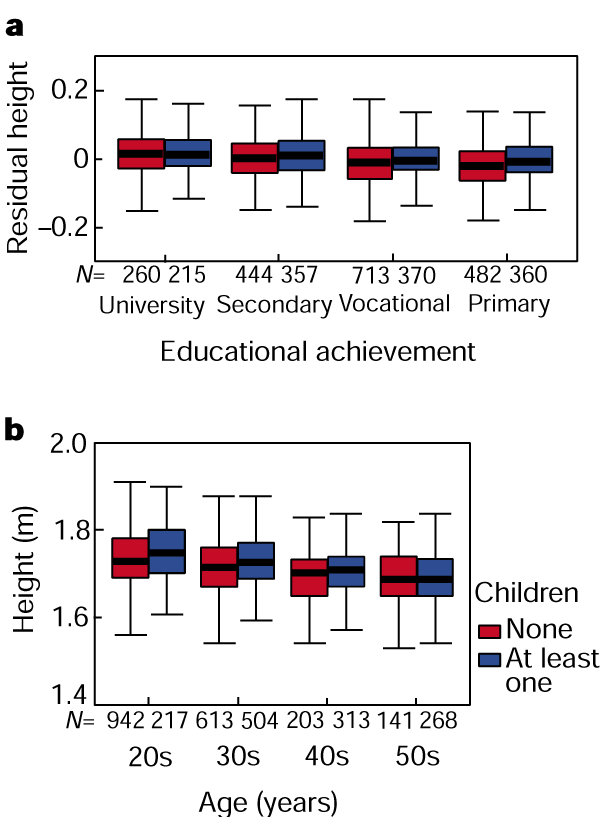 a
Residual height
0.2
0
–0.2
N= 260 215 444 357 713 370 482 360
University Secondary Vocational Primary
Educational achievement
b
Height (m)
2.0
1.8
1.6
1.4
Children
None
At least
one
N= 942 217 613 504 203 313 141 268
20s 30s 40s 50s
Age (years)